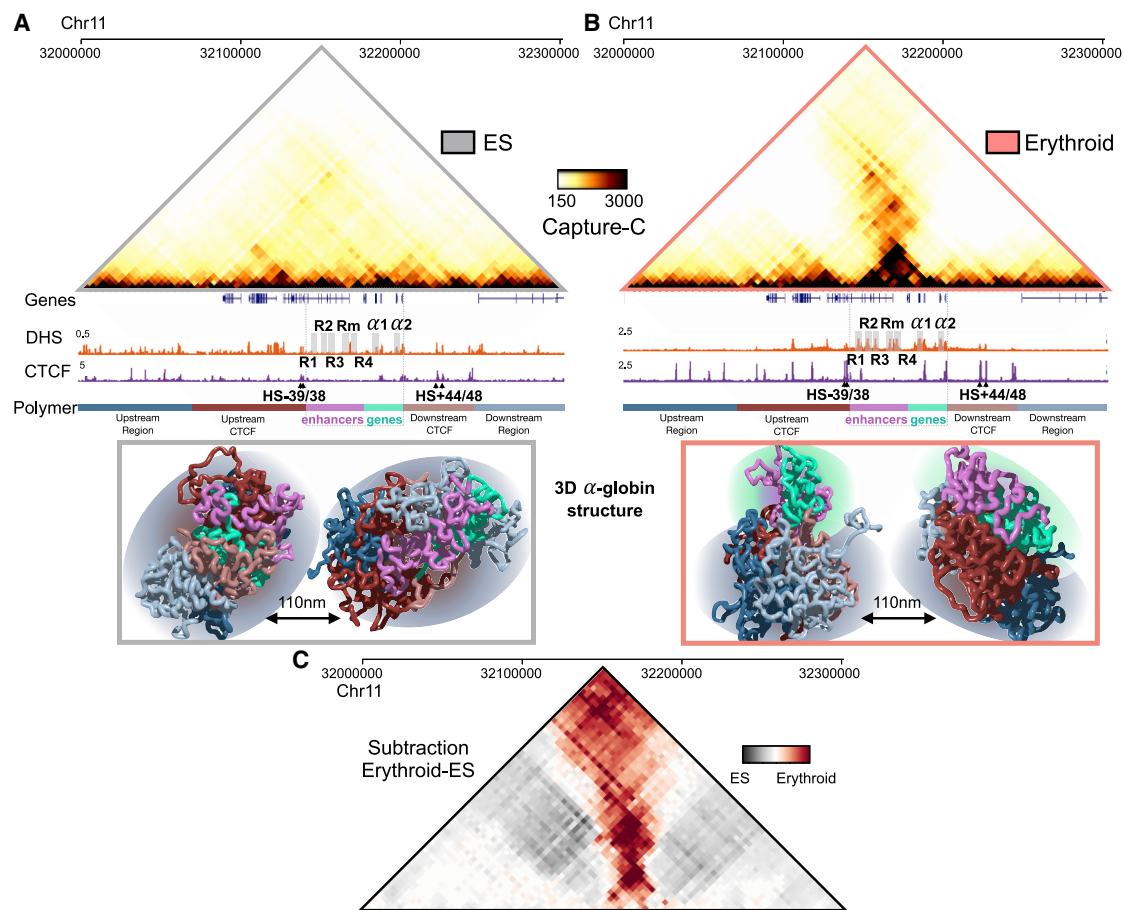 A
Chr11
32000000 32100000 32200000 32300000
ES
150 3000
Capture-C
Genes
DHS
0.5
R2 Rm α1 α2
R1 R3 R4
CTCF
5
HS-39/38 HS+44/48
Polymer
Upstream Region
Upstream CTCF
enhancers genes
Downstream CTCF
Downstream Region
110nm
B
Chr11
32000000 32100000 32200000 32300000
Erythroid
2.5
R2 Rm α1 α2
R1 R3 R4
2.5
HS-39/38 HS+44/48
Upstream Region
Upstream CTCF
enhancers genes
Downstream CTCF
Downstream Region
3D α-globin
structure
110nm
C
32000000 32100000 32200000 32300000
Chr11
Subtraction
Erythroid-ES
ES Erythroid